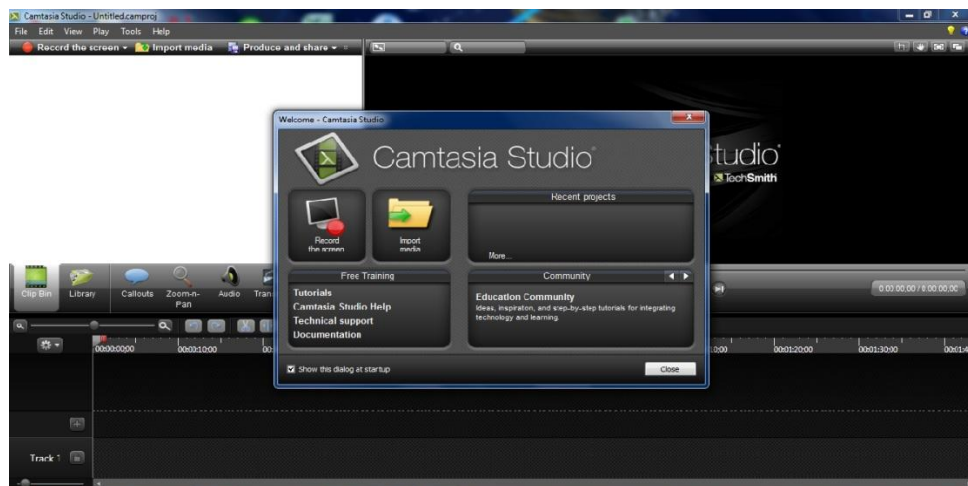 Camtasia Studio - Untitled.camproj
File Edit View Play Tools Help
Record the screen Import media Produce and share
Welcome - Camtasia Studio
Camtasia Studio
tudio
TechSmith
Record
the screen
Import
media
Recent projects
More...
Free Training
Tutorials
Camtasia Studio Help
Technical support
Documentation
Community
Education Community
Ideas, inspiration, and step-by-step tutorials for integrating
technology and learning.
Show this dialog at startup
Close
Clip Bin Library Callouts Zoom-n-
Pan Audio Tran
00:00:00;00 00:00:10;00 00:01:20;00 00:01:30;00
Track 1